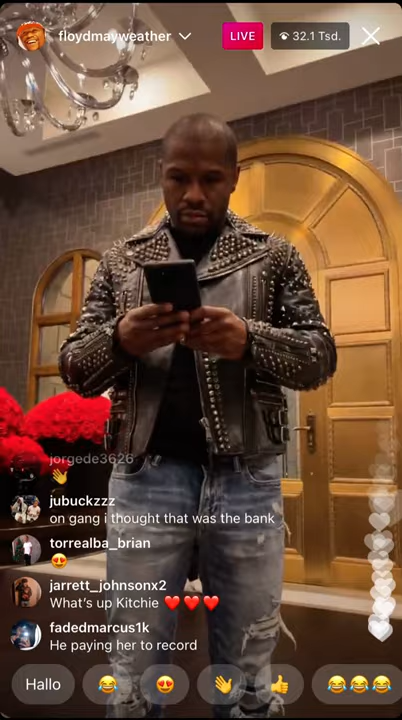 floydmayweather
LIVE
32.1 Tsd.
jorgede3626
👋
jubuckzzz
on gang i thought that was the bank
torrealba_brian
😍
jarrett_johnsonx2
What's up Kitchie ❤️❤️❤️
fadedmarcus1k
He paying her to record
Hallo 😂 😍 👋 👍 😂😂😂